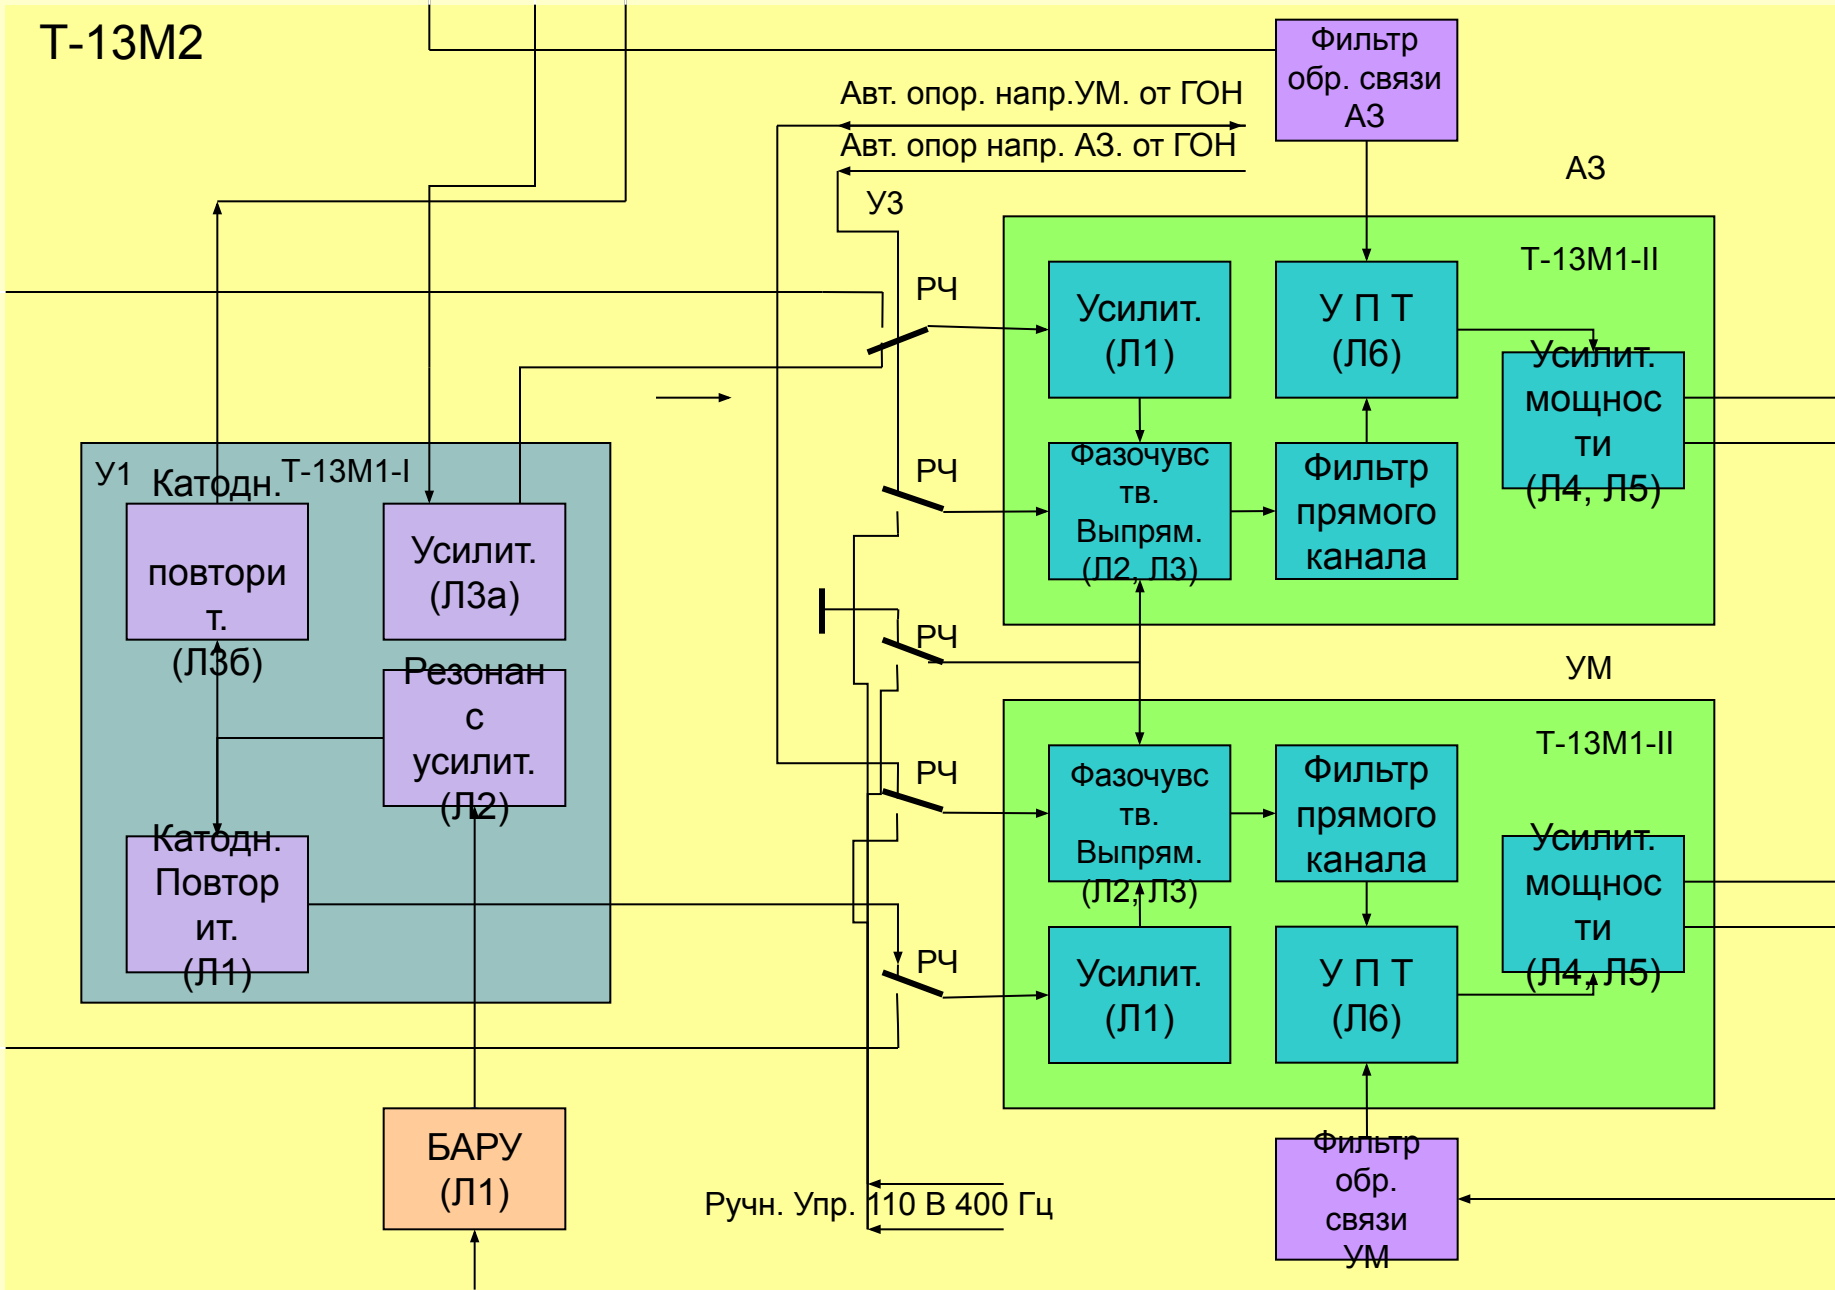 Т-13М2
Фильтр
обр. связи
АЗ
Авт. опор. напр.УМ. от ГОН
Авт. опор напр. АЗ. от ГОН
У3
АЗ
Т-13М1-II
РЧ
Усилит.
(Л1)
У П Т
(Л6)
Усилит.
мощнос
ти
(Л4, Л5)
РЧ
Фазочувс
тв.
Выпрям.
(Л2, Л3)
Фильтр
прямого
канала
У1
Т-13М1-I
Катодн.
повтори
т.
(Л3б)
Усилит.
(Л3а)
Резонан
с
усилит.
(Л2)
Катодн.
Повтор
ит.
(Л1)
РЧ
УМ
Т-13М1-II
РЧ
Фазочувс
тв.
Выпрям.
(Л2, Л3)
Фильтр
прямого
канала
Усилит.
мощнос
ти
(Л4, Л5)
РЧ
Усилит.
(Л1)
У П Т
(Л6)
БАРУ
(Л1)
Ручн. Упр. 110 В 400 Гц
Фильтр
обр.
связи
УМ